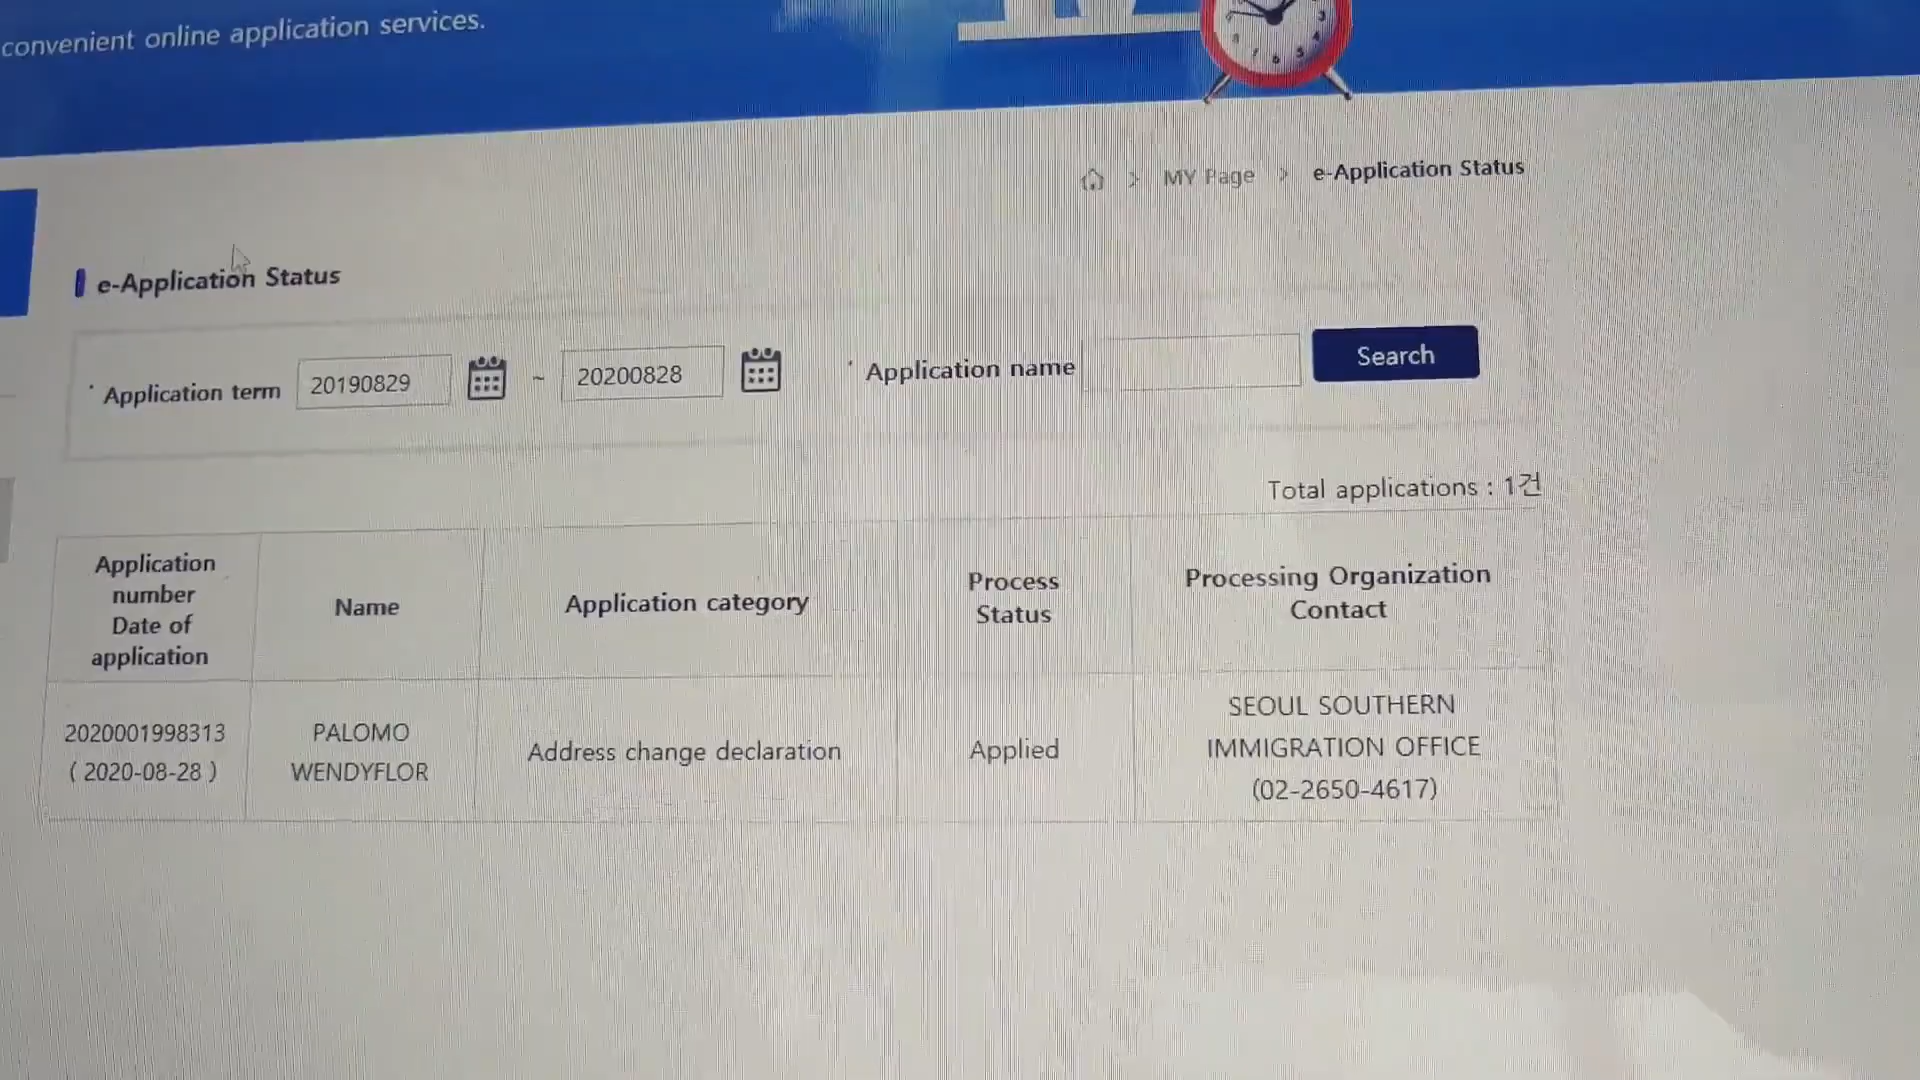 convenient online application services.
MY Page > e-Application Status
e-Application Status
Application term 20190829 ~ 20200828 Application name Search
Total applications : 1건
Application number Date of application
Name
Application category
Process Status
Processing Organization Contact
2020001998313
( 2020-08-28 )
PALOMO
WENDYFLOR
Address change declaration
Applied
SEOUL SOUTHERN
IMMIGRATION OFFICE
(02-2650-4617)